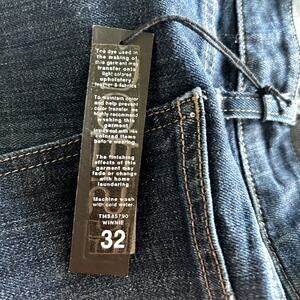 The dye used in
the making of
this garment may
transfer onto
light colored
upholstery
leather & fabrics
To maintain color
and help prevent
color transfer we
highly recommend
washing this
garment
inside out with like
colored items
before wearing.
The finishing
effects of this
garment may
fade or change
with home
laundering.
Machine wash
with cold water.
TMS85790
WINNIE
32